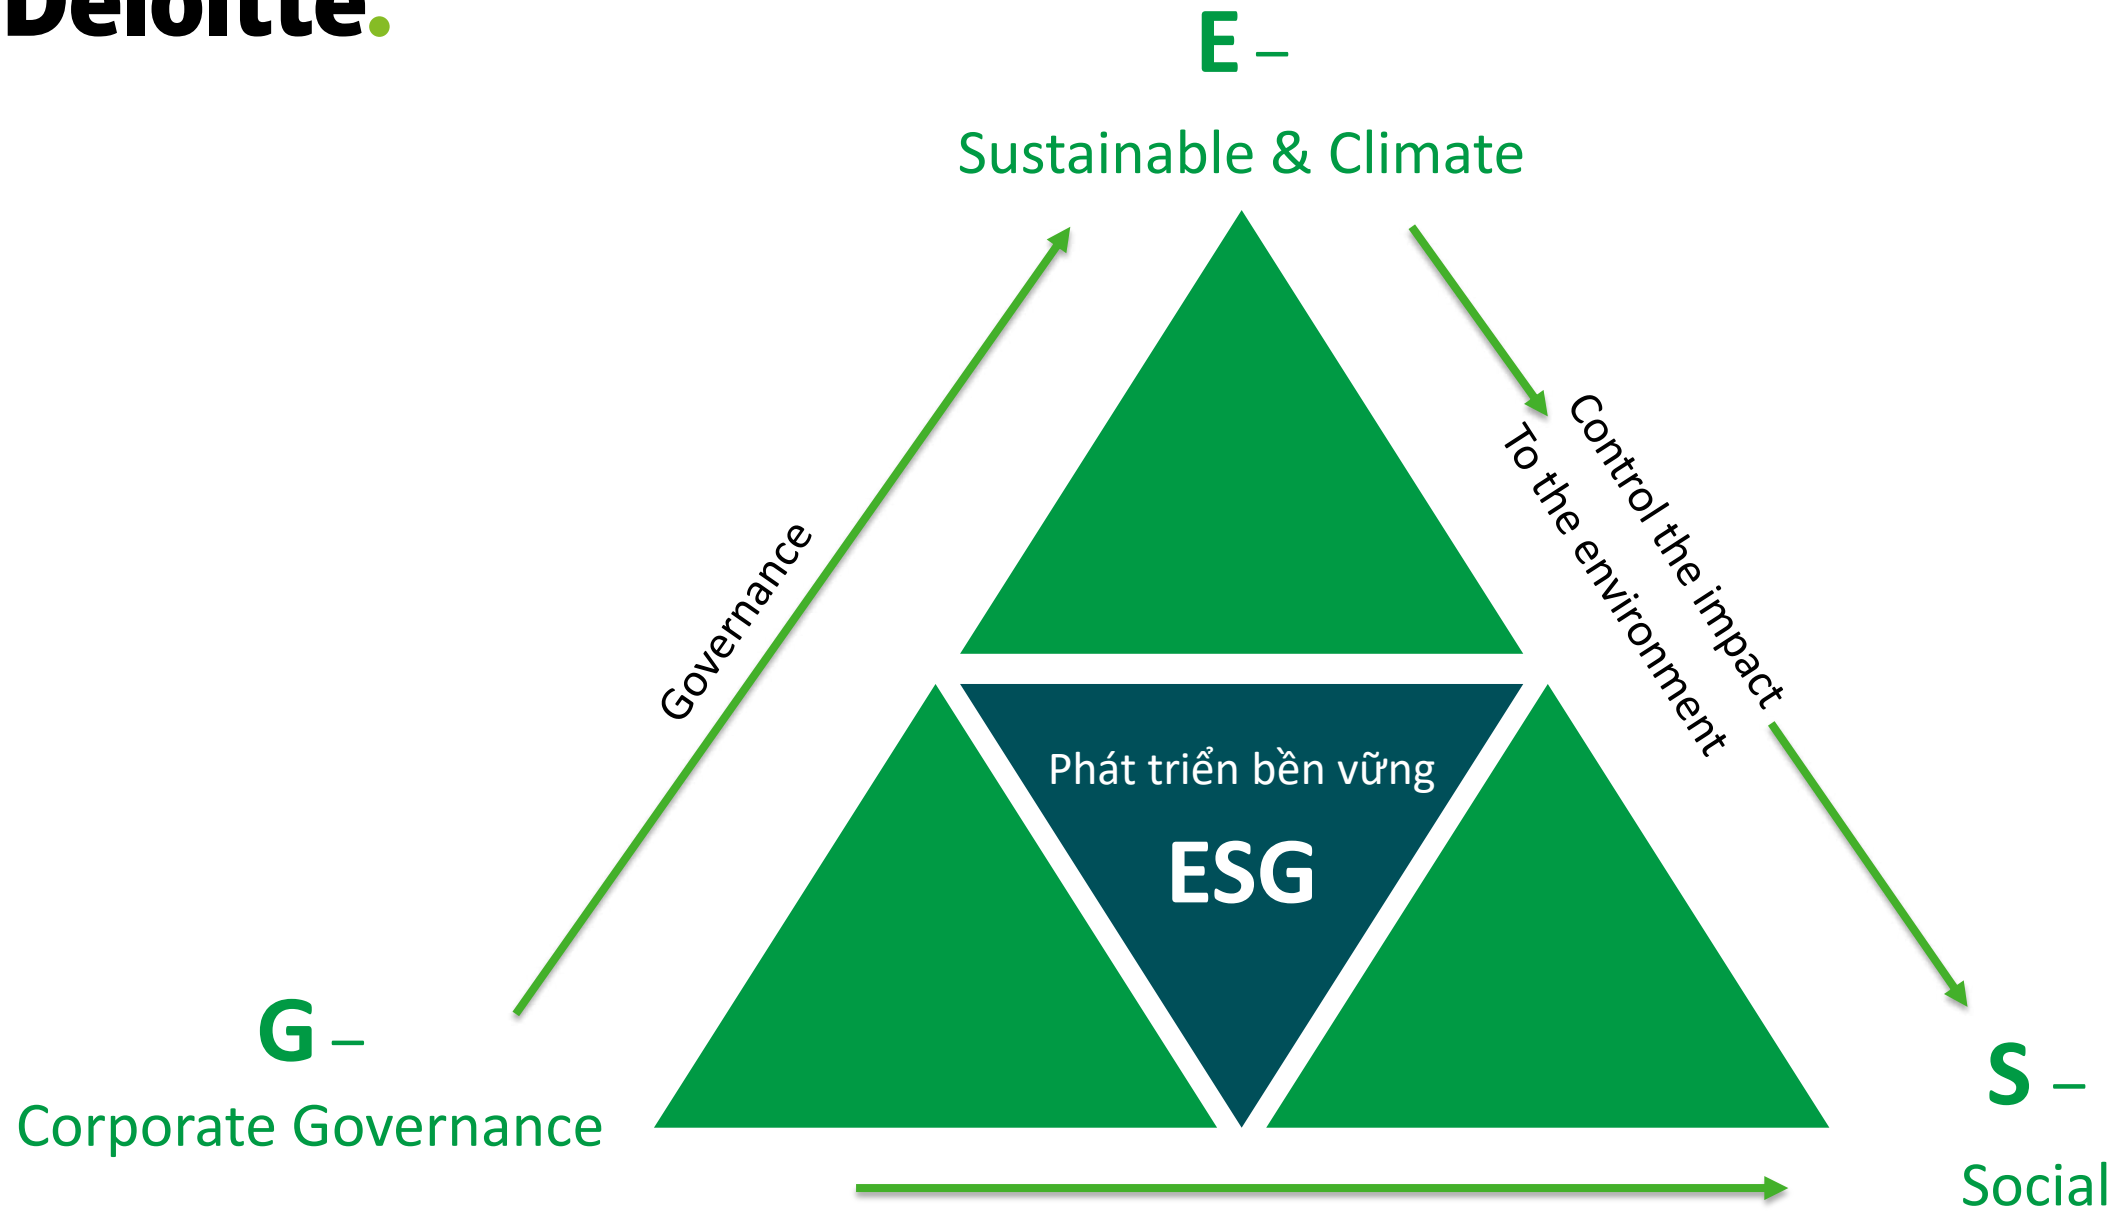 Deloitte.
E –
Sustainable & Climate
Governance
Control the impact
To the environment
Phát triển bền vững
ESG
G –
Corporate Governance
S –
Social